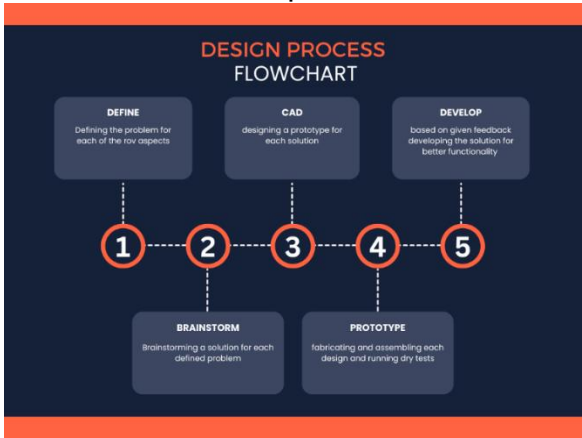 DESIGN PROCESS
FLOWCHART
DEFINE
Defining the problem for
each of the rov aspects
CAD
designing a prototype for
each solution
DEVELOP
based on given feedback
developing the solution for
better functionality
1
2
3
4
5
BRAINSTORM
Brainstorming a solution for each
defined problem
PROTOTYPE
fabricating and assembling each
design and running dry tests